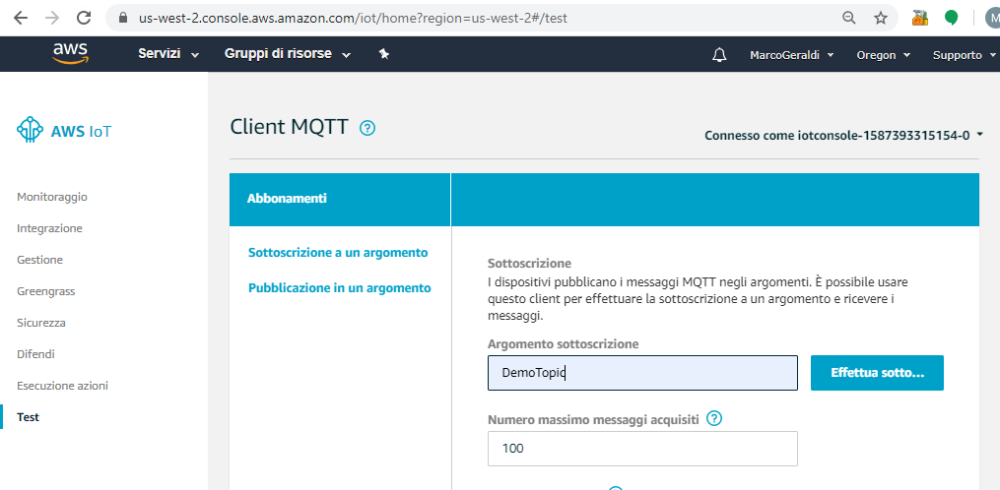 us-west-2.console.aws.amazon.com/iot/home?region=us-west-2#/test
M
aws
Servizi
Gruppi di risorse
MarcoGeraldi
Oregon
Supporto
AWS IoT
Monitoraggio
Integrazione
Gestione
Greengrass
Sicurezza
Difendi
Esecuzione azioni
Test
Client MQTT ?
Connesso come iotconsole-1587393315154-0
Abbonamenti
Sottoscrizione a un argomento
Pubblicazione in un argomento
Sottoscrizione
I dispositivi pubblicano i messaggi MQTT negli argomenti. È possibile usare
questo client per effettuare la sottoscrizione a un argomento e ricevere i
messaggi.
Argomento sottoscrizione
DemoTopic
Effettua sotto...
Numero massimo messaggi acquisiti ?
100